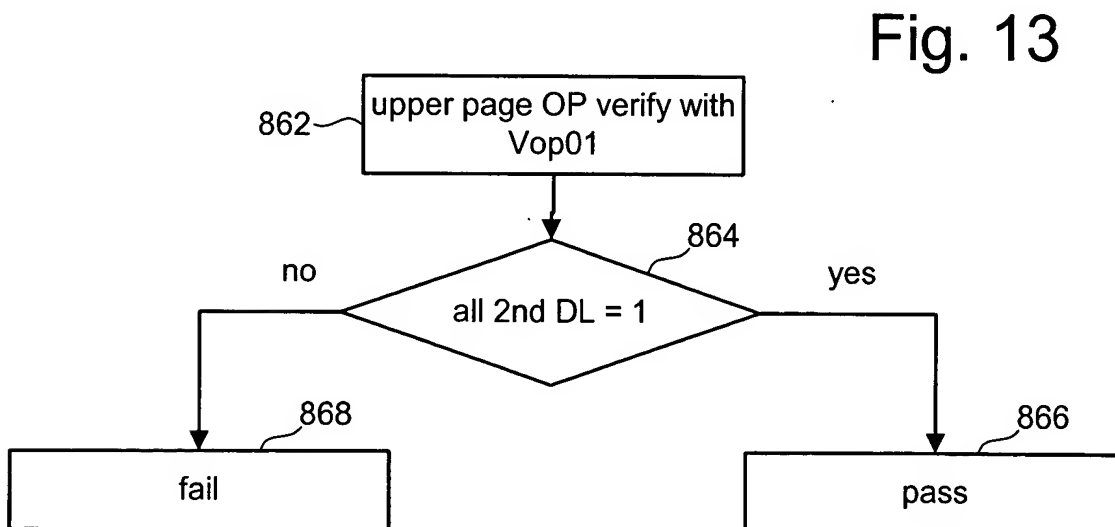 Fig. 13
upper page OP verify with
Vop01
862
864
no
yes
all 2nd DL = 1
868
866
fail
pass